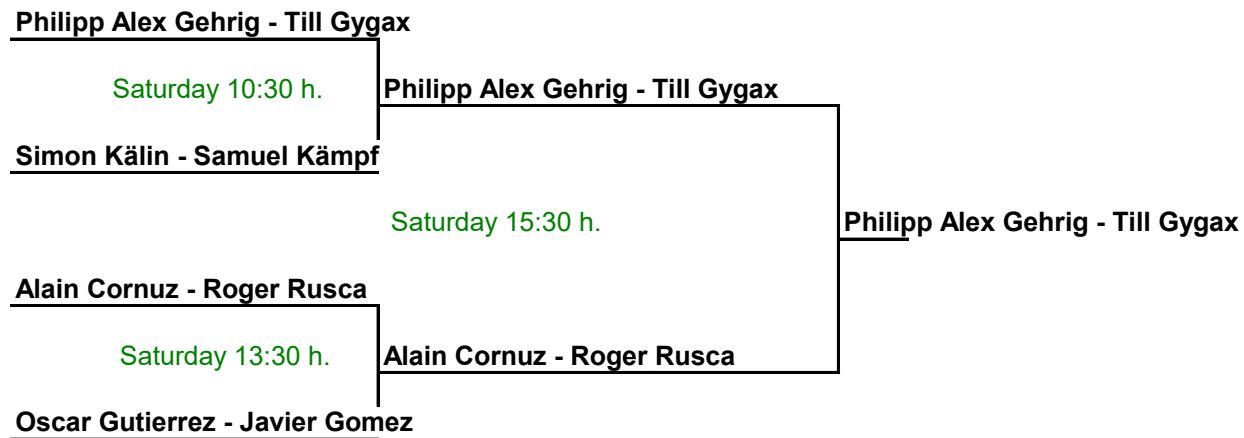 Philipp Alex Gehrig - Till Gygax
Saturday 10:30 h.
Philipp Alex Gehrig - Till Gygax
Simon Kälin - Samuel Kämpf
Saturday 15:30 h.
Philipp Alex Gehrig - Till Gygax
Alain Cornuz - Roger Rusca
Saturday 13:30 h.
Alain Cornuz - Roger Rusca
Oscar Gutierrez - Javier Gomez